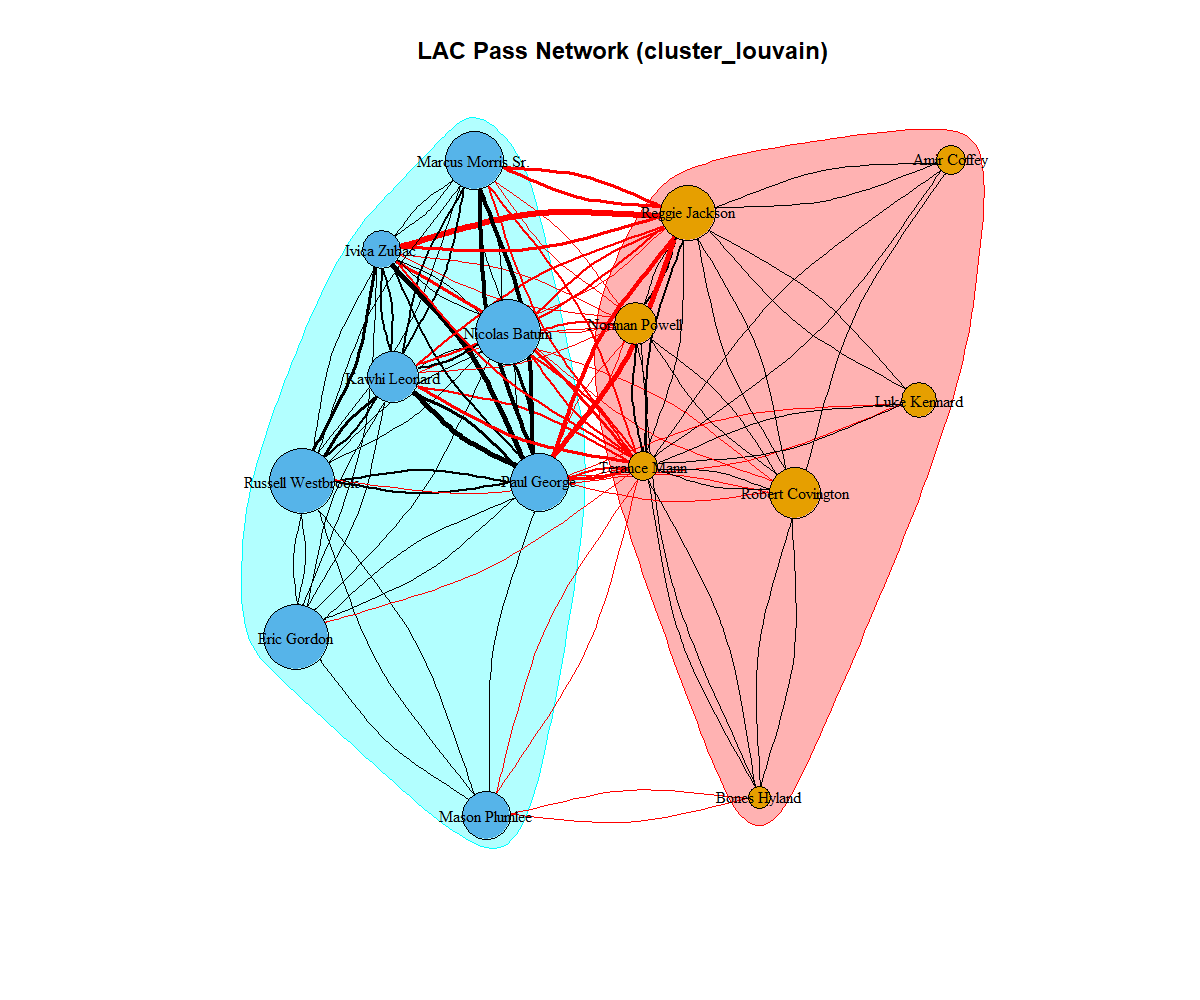 LAC Pass Network (cluster_louvain)
Marcus Morris Sr.
Amir Coffey
Reggie Jackson
Ivica Zubac
Norman Powell
Nicolas Batum
Kawhi Leonard
Luke Kennard
Terance Mann
Russell Westbrook
Paul George
Robert Covington
Eric Gordon
Bones Hyland
Mason Plumlee